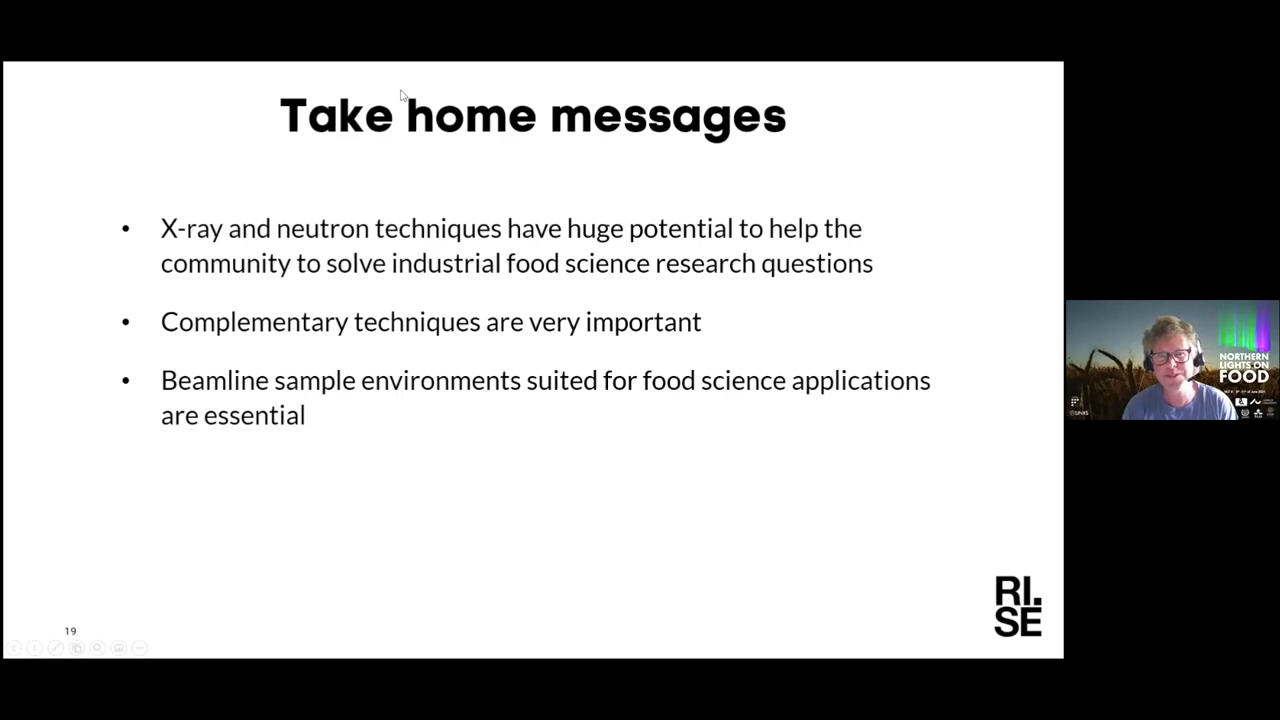 Take home messages
• X-ray and neutron techniques have huge potential to help the
community to solve industrial food science research questions
• Complementary techniques are very important
• Beamline sample environments suited for food science applications
are essential
19
RI.
SE
NORTHERN
LIGHTS ON
FOOD